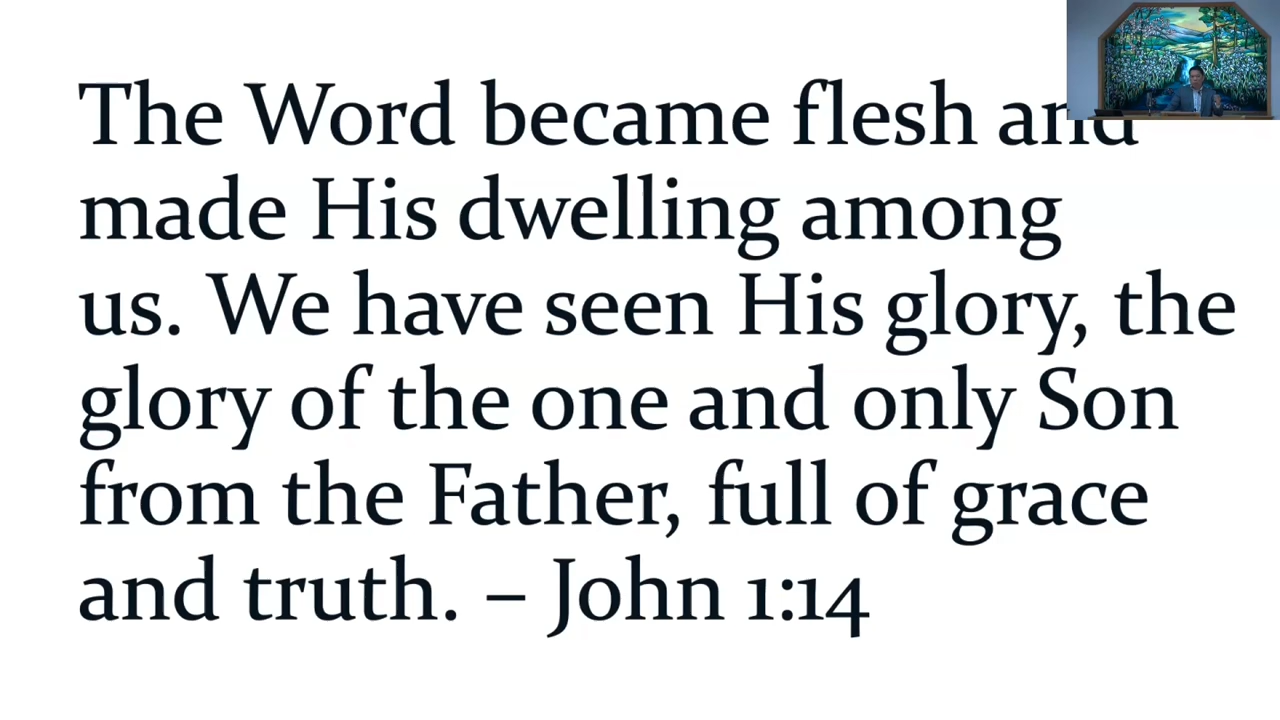 The Word became flesh and
made His dwelling among
us. We have seen His glory, the
glory of the one and only Son
from the Father, full of grace
and truth. – John 1:14